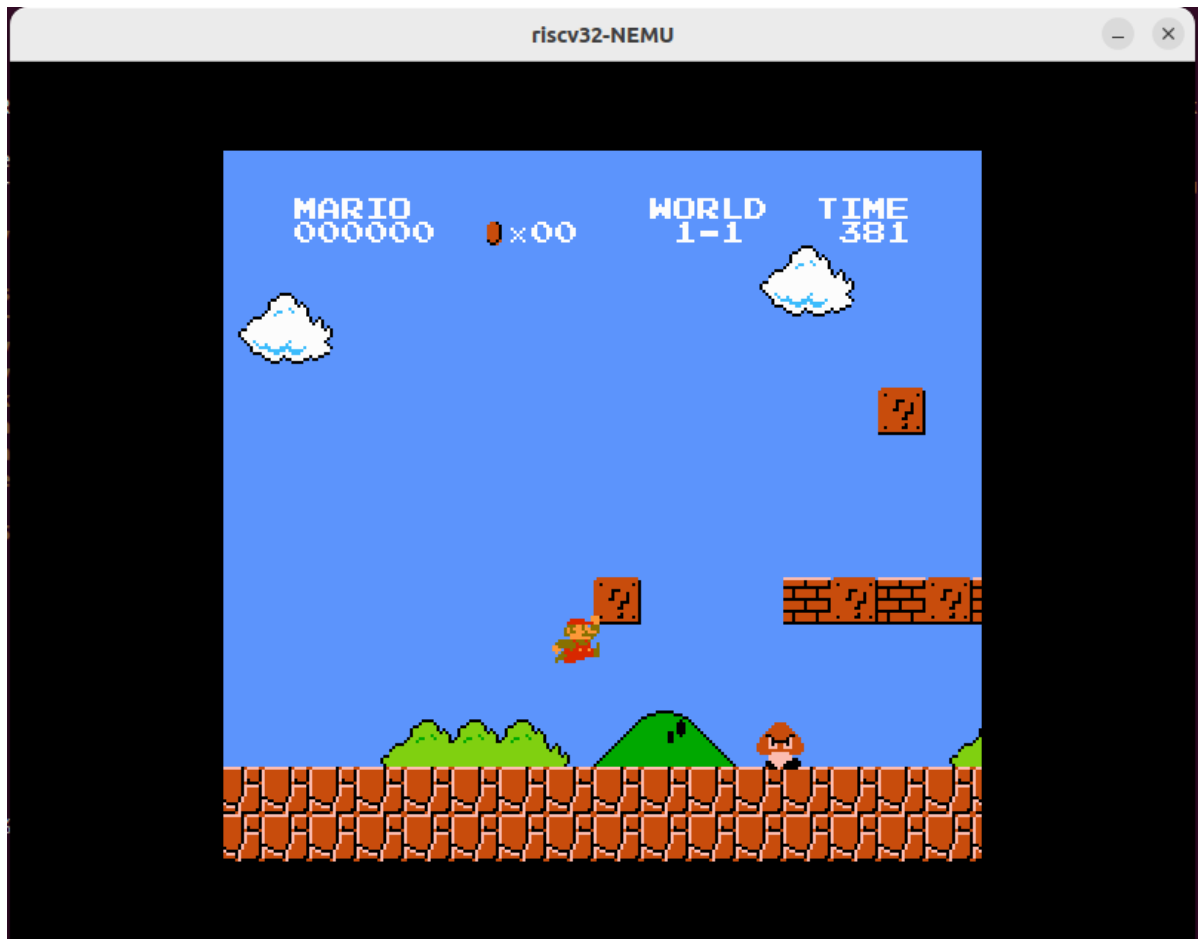 riscv32-NEMU
MARIO WORLD TIME
000000 ×00 1-1 381
?
? ?
?